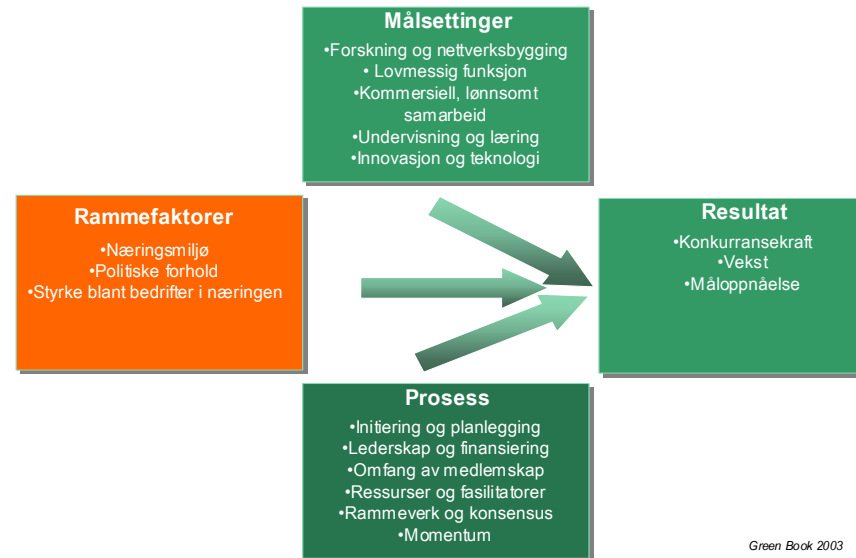 Målsettinger
•Forskning og nettverksbygging
• Lovmessig funksjon
•Kommersiell, lønnsomt
samarbeid
•Undervisning og læring
•Innovasjon og teknologi
Rammefaktorer
•Næringsmiljø
•Politiske forhold
•Styrke blant bedrifter i næringen
Resultat
•Konkurransekraft
•Vekst
•Måloppnåelse
Prosess
•Initiering og planlegging
•Lederskap og finansiering
•Omfang av medlemskap
•Ressurser og fasilitatorer
•Rammeverk og konsensus
•Momentum
Green Book 2003